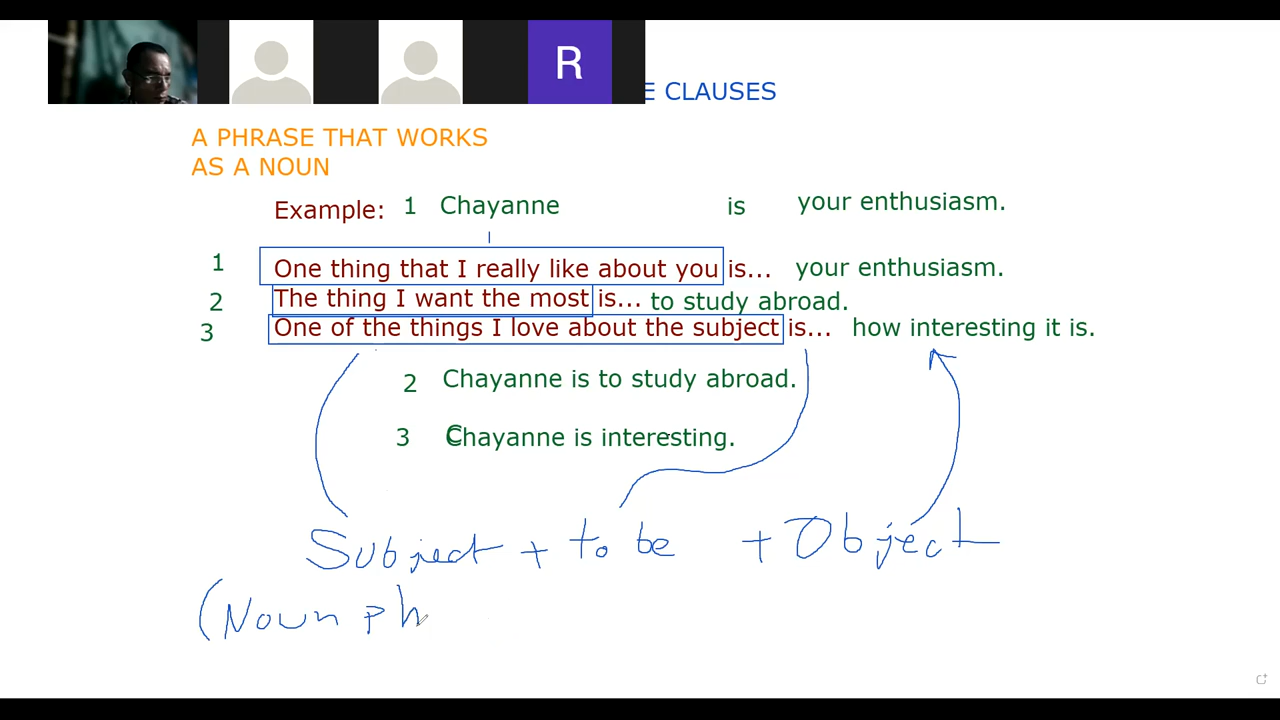 R
E CLAUSES
A PHRASE THAT WORKS
AS A NOUN
Example: 1 Chayanne is your enthusiasm.
1 One thing that I really like about you is... your enthusiasm.
2 The thing I want the most is... to study abroad.
3 One of the things I love about the subject is... how interesting it is.
2 Chayanne is to study abroad.
3 Chayanne is interesting.
Subject + to be + Object
(Noun Ph